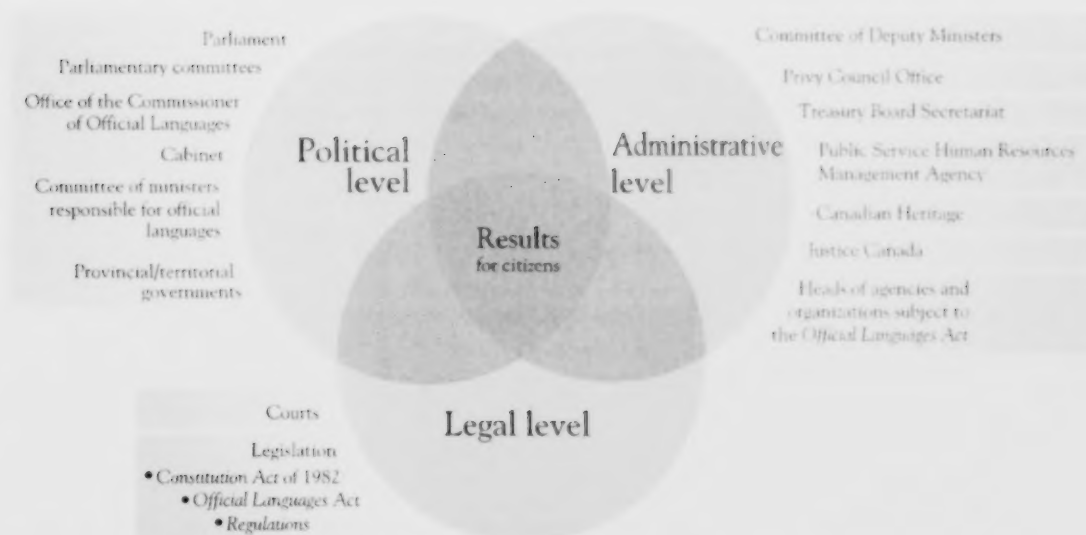 Parliament
Parliamentary committees
Office of the Commissioner
of Official Languages
Cabinet
Committee of ministers
responsible for official
languages
Provincial/territorial
governments
Political
level
Administrative
level
Results
for citizens
Legal level
Committee of Deputy Ministers
Privy Council Office
Treasury Board Secretariat
Public Service Human Resources
Management Agency
Canadian Heritage
Justice Canada
Heads of agencies and
organizations subject to
the Official Languages Act
Courts
Legislation
• Constitution Act of 1982
• Official Languages Act
• Regulations